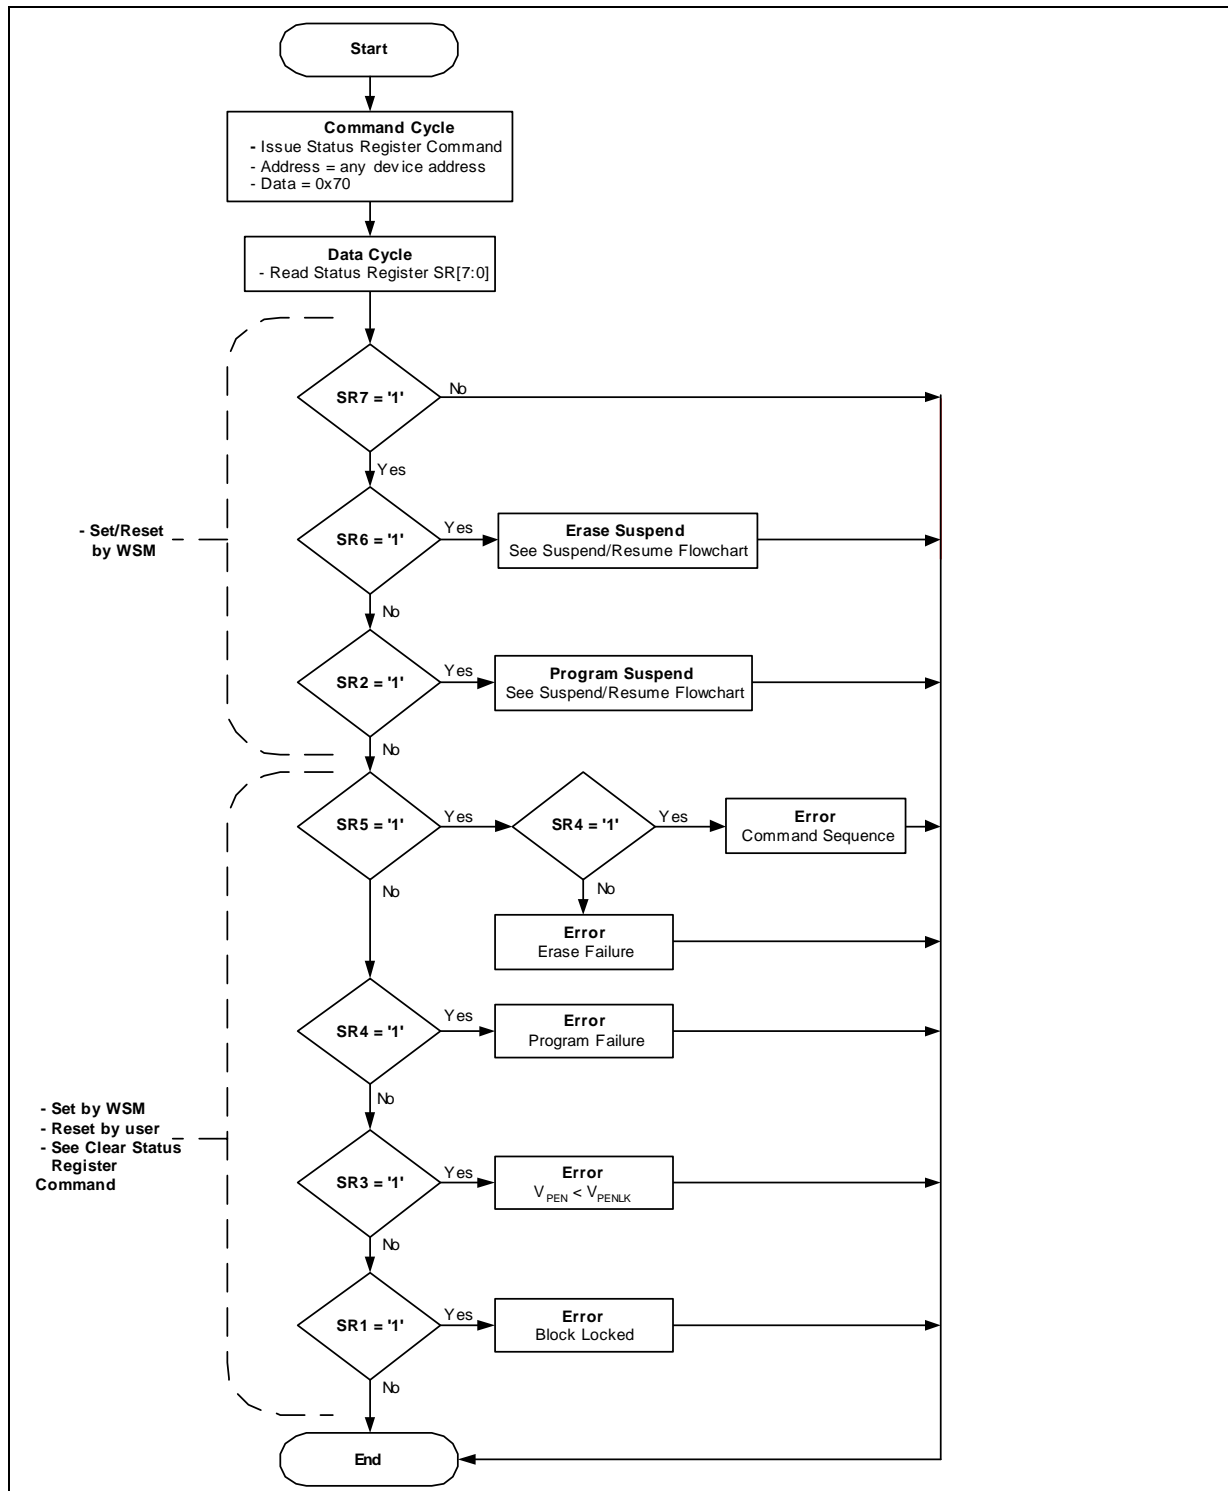 Start
Command Cycle
- Issue Status Register Command
- Address = any device address
- Data = 0x70
Data Cycle
- Read Status Register SR[7:0]
SR7 = '1'
No
Yes
- Set/Reset
by WSM
SR6 = '1'
Yes
Erase Suspend
See Suspend/Resume Flowchart
No
SR2 = '1'
Yes
Program Suspend
See Suspend/Resume Flowchart
No
SR5 = '1'
Yes
SR4 = '1'
Yes
Error
Command Sequence
No
No
Error
Erase Failure
SR4 = '1'
Yes
Error
Program Failure
No
- Set by WSM
- Reset by user
- See Clear Status
Register
Command
SR3 = '1'
Yes
Error
VPEN < VPENLK
No
SR1 = '1'
Yes
Error
Block Locked
No
End